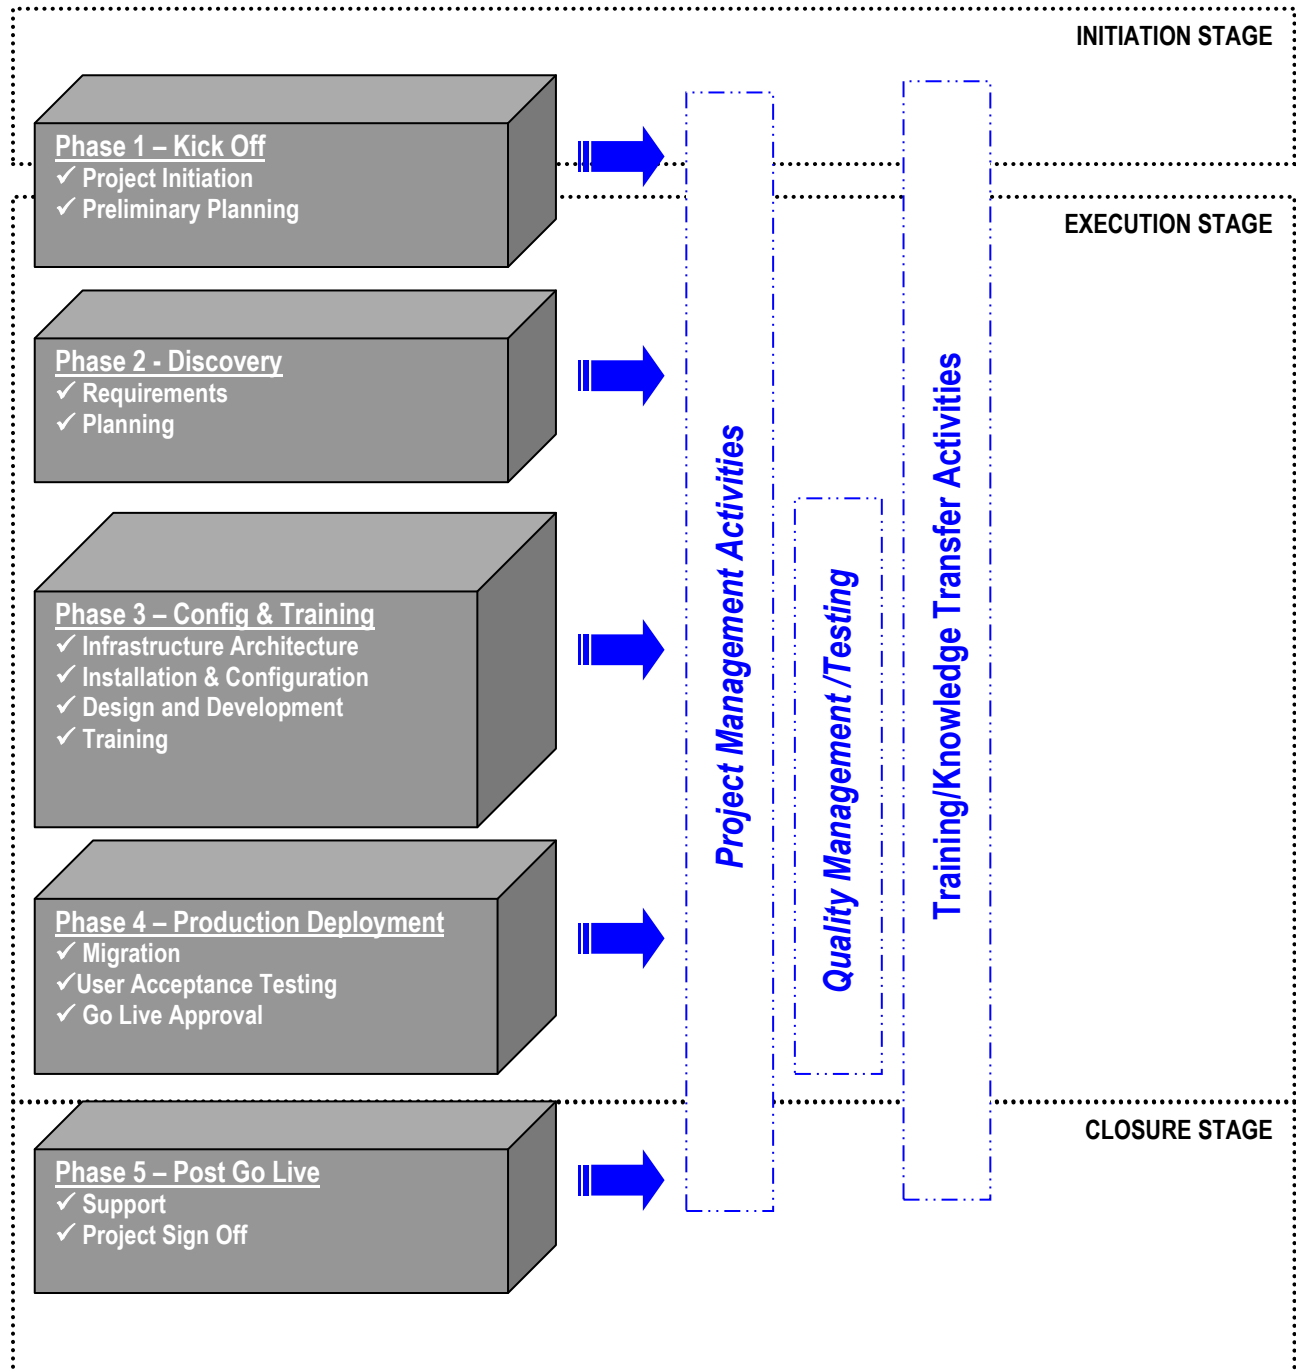 INITIATION STAGE
Phase 1 – Kick Off
✓ Project Initiation
✓ Preliminary Planning
EXECUTION STAGE
Phase 2 - Discovery
✓ Requirements
✓ Planning
Phase 3 – Config & Training
✓ Infrastructure Architecture
✓ Installation & Configuration
✓ Design and Development
✓ Training
Phase 4 – Production Deployment
✓ Migration
✓User Acceptance Testing
✓ Go Live Approval
Project Management Activities
Quality Management /Testing
Training/Knowledge Transfer Activities
CLOSURE STAGE
Phase 5 – Post Go Live
✓ Support
✓ Project Sign Off